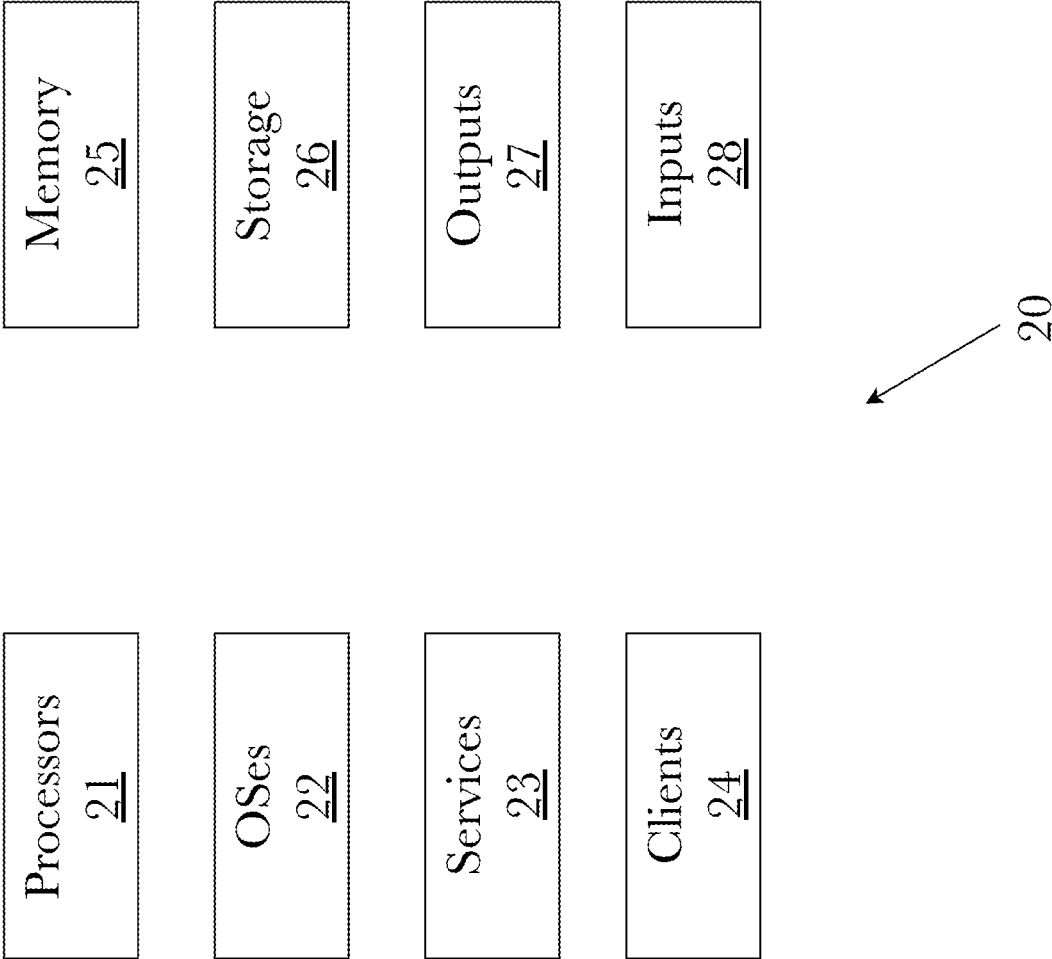 Processors
21
OSes
22
Services
23
Clients
24
Memory
25
Storage
26
Outputs
27
Inputs
28
20